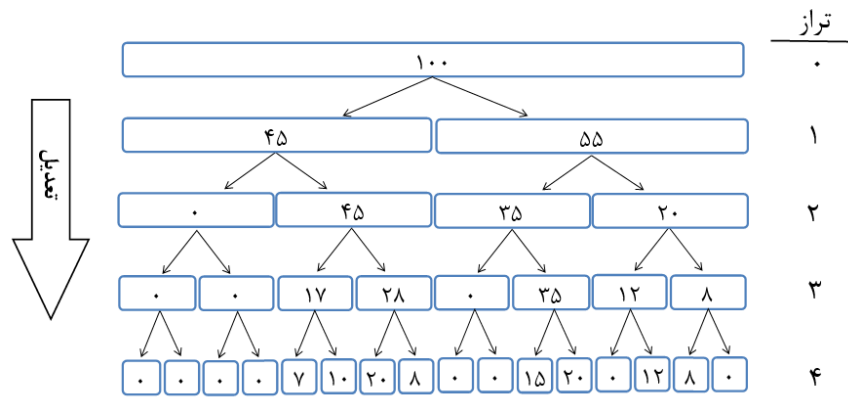 تراز
۱۰۰ ۰
۴۵ ۵۵ ۱
تعدیل
۰ ۴۵ ۳۵ ۲۰ ۲
۰ ۰ ۱۷ ۲۸ ۰ ۳۵ ۱۲ ۸ ۳
۰ ۰ ۰ ۰ ۷ ۱۰ ۲۰ ۸ ۰ ۰ ۱۵ ۲۰ ۰ ۱۲ ۸ ۰ ۴